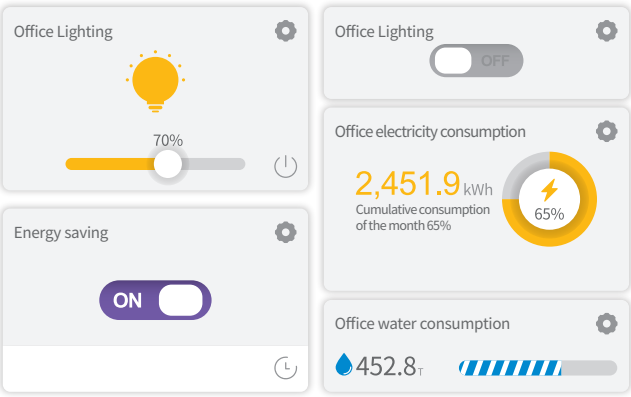 Office Lighting
70%
Energy saving
ON
Office Lighting
OFF
Office electricity consumption
2,451.9 kWh
Cumulative consumption
of the month 65%
65%
Office water consumption
452.8 T